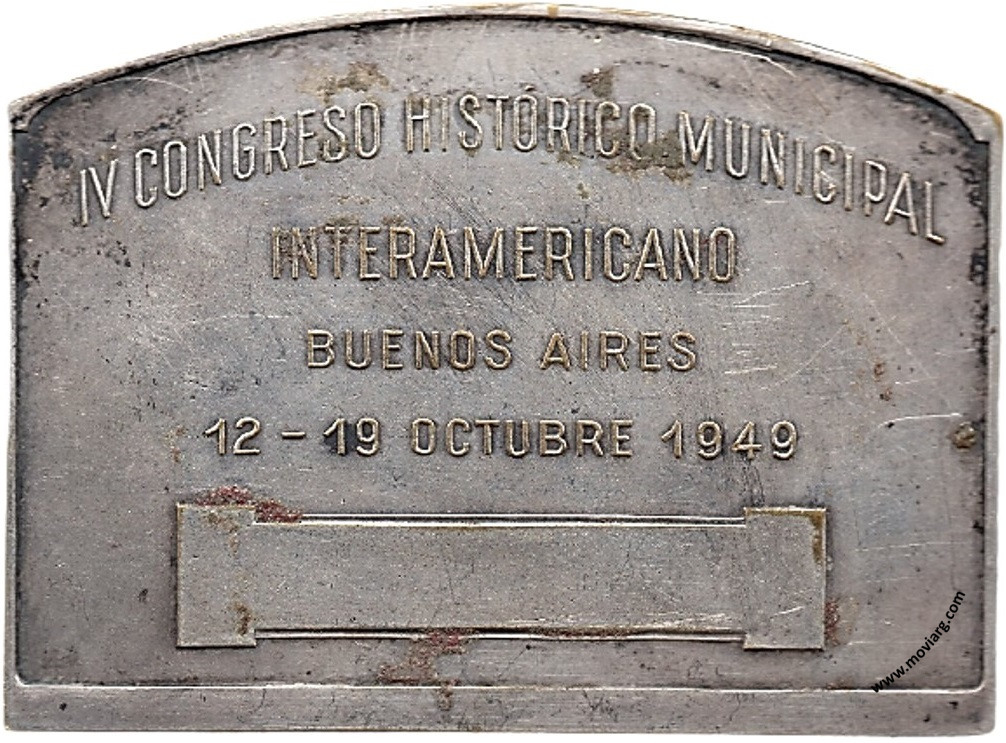 IV CONGRESO HISTÓRICO MUNICIPAL
INTERAMERICANO
BUENOS AIRES
12 - 19 OCTUBRE 1949
www.moviarg.com